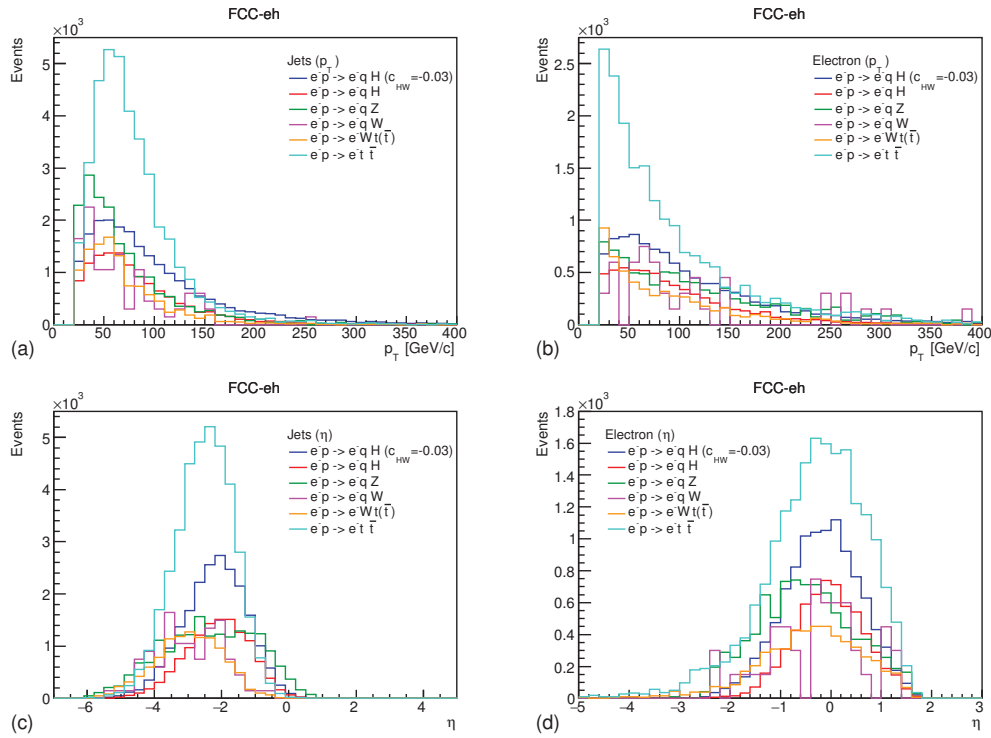 FCC-eh
×10³
Events
5
4
3
2
1
0
0 50 100 150 200 250 300 350 400
p_T [GeV/c]
Jets (p_T)
e⁻p -> e⁻q H (c_HW=-0.03)
e⁻p -> e⁻q H
e⁻p -> e⁻q Z
e⁻p -> e⁻q W
e⁻p -> e⁻W t(t̄)
e⁻p -> e⁻t t̄
(a)
FCC-eh
×10³
Events
2.5
2
1.5
1
0.5
0
0 50 100 150 200 250 300 350 400
p_T [GeV/c]
Electron (p_T)
e⁻p -> e⁻q H (c_HW=-0.03)
e⁻p -> e⁻q H
e⁻p -> e⁻q Z
e⁻p -> e⁻q W
e⁻p -> e⁻W t(t̄)
e⁻p -> e⁻t t̄
(b)
FCC-eh
×10³
Events
5
4
3
2
1
0
−6 −4 −2 0 2 4
η
Jets (η)
e⁻p -> e⁻q H (c_HW=-0.03)
e⁻p -> e⁻q H
e⁻p -> e⁻q Z
e⁻p -> e⁻q W
e⁻p -> e⁻W t(t̄)
e⁻p -> e⁻t t̄
(c)
FCC-eh
×10³
Events
1.8
1.6
1.4
1.2
1
0.8
0.6
0.4
0.2
0
−5 −4 −3 −2 −1 0 1 2 3
η
Electron (η)
e⁻p -> e⁻q H (c_HW=-0.03)
e⁻p -> e⁻q H
e⁻p -> e⁻q Z
e⁻p -> e⁻q W
e⁻p -> e⁻W t(t̄)
e⁻p -> e⁻t t̄
(d)